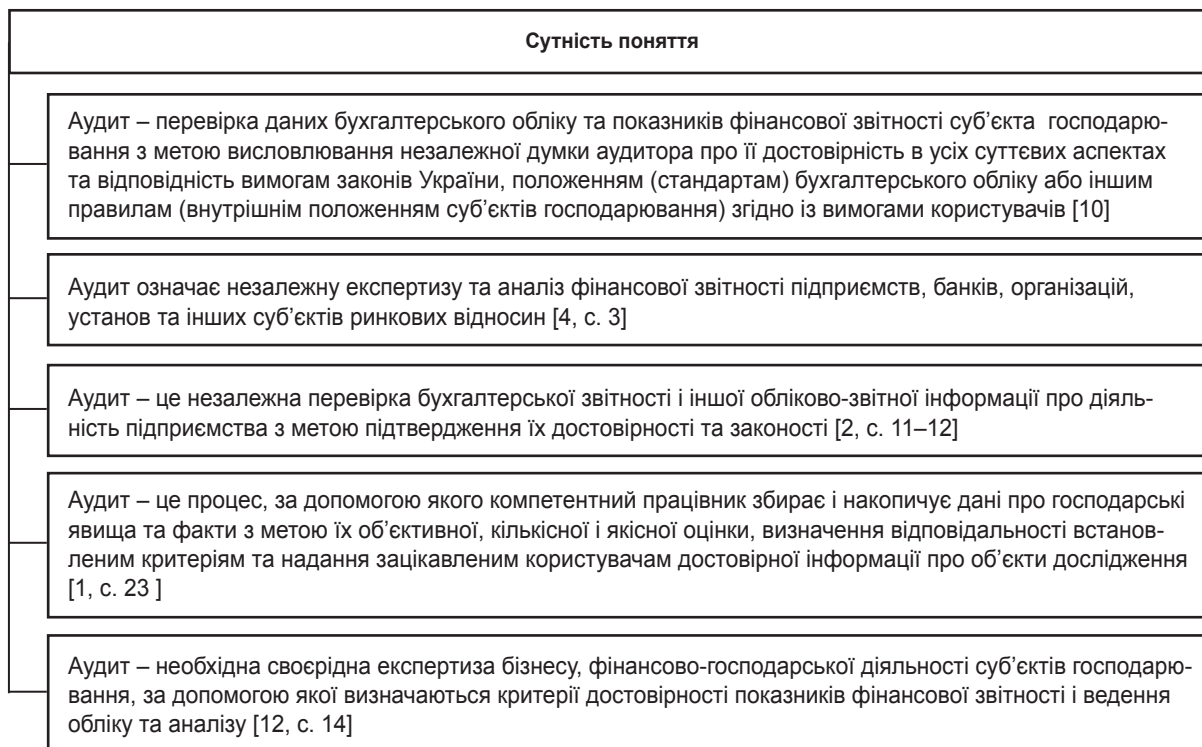 Сутність поняття
Аудит – перевірка даних бухгалтерського обліку та показників фінансової звітності суб’єкта господарю-
вання з метою висловлювання незалежної думки аудитора про її достовірність в усіх суттєвих аспектах
та відповідність вимогам законів України, положенням (стандартам) бухгалтерського обліку або іншим
правилам (внутрішнім положенням суб’єктів господарювання) згідно із вимогами користувачів [10]
Аудит означає незалежну експертизу та аналіз фінансової звітності підприємств, банків, організацій,
установ та інших суб’єктів ринкових відносин [4, с. 3]
Аудит – це незалежна перевірка бухгалтерської звітності і іншої обліково-звітної інформації про діяль-
ність підприємства з метою підтвердження їх достовірності та законості [2, с. 11–12]
Аудит – це процес, за допомогою якого компетентний працівник збирає і накопичує дані про господарські
явища та факти з метою їх об’єктивної, кількісної і якісної оцінки, визначення відповідальності встанов-
леним критеріям та надання зацікавленим користувачам достовірної інформації про об’єкти дослідження
[1, с. 23 ]
Аудит – необхідна своєрідна експертиза бізнесу, фінансово-господарської діяльності суб’єктів господарю-
вання, за допомогою якої визначаються критерії достовірності показників фінансової звітності і ведення
обліку та аналізу [12, с. 14]